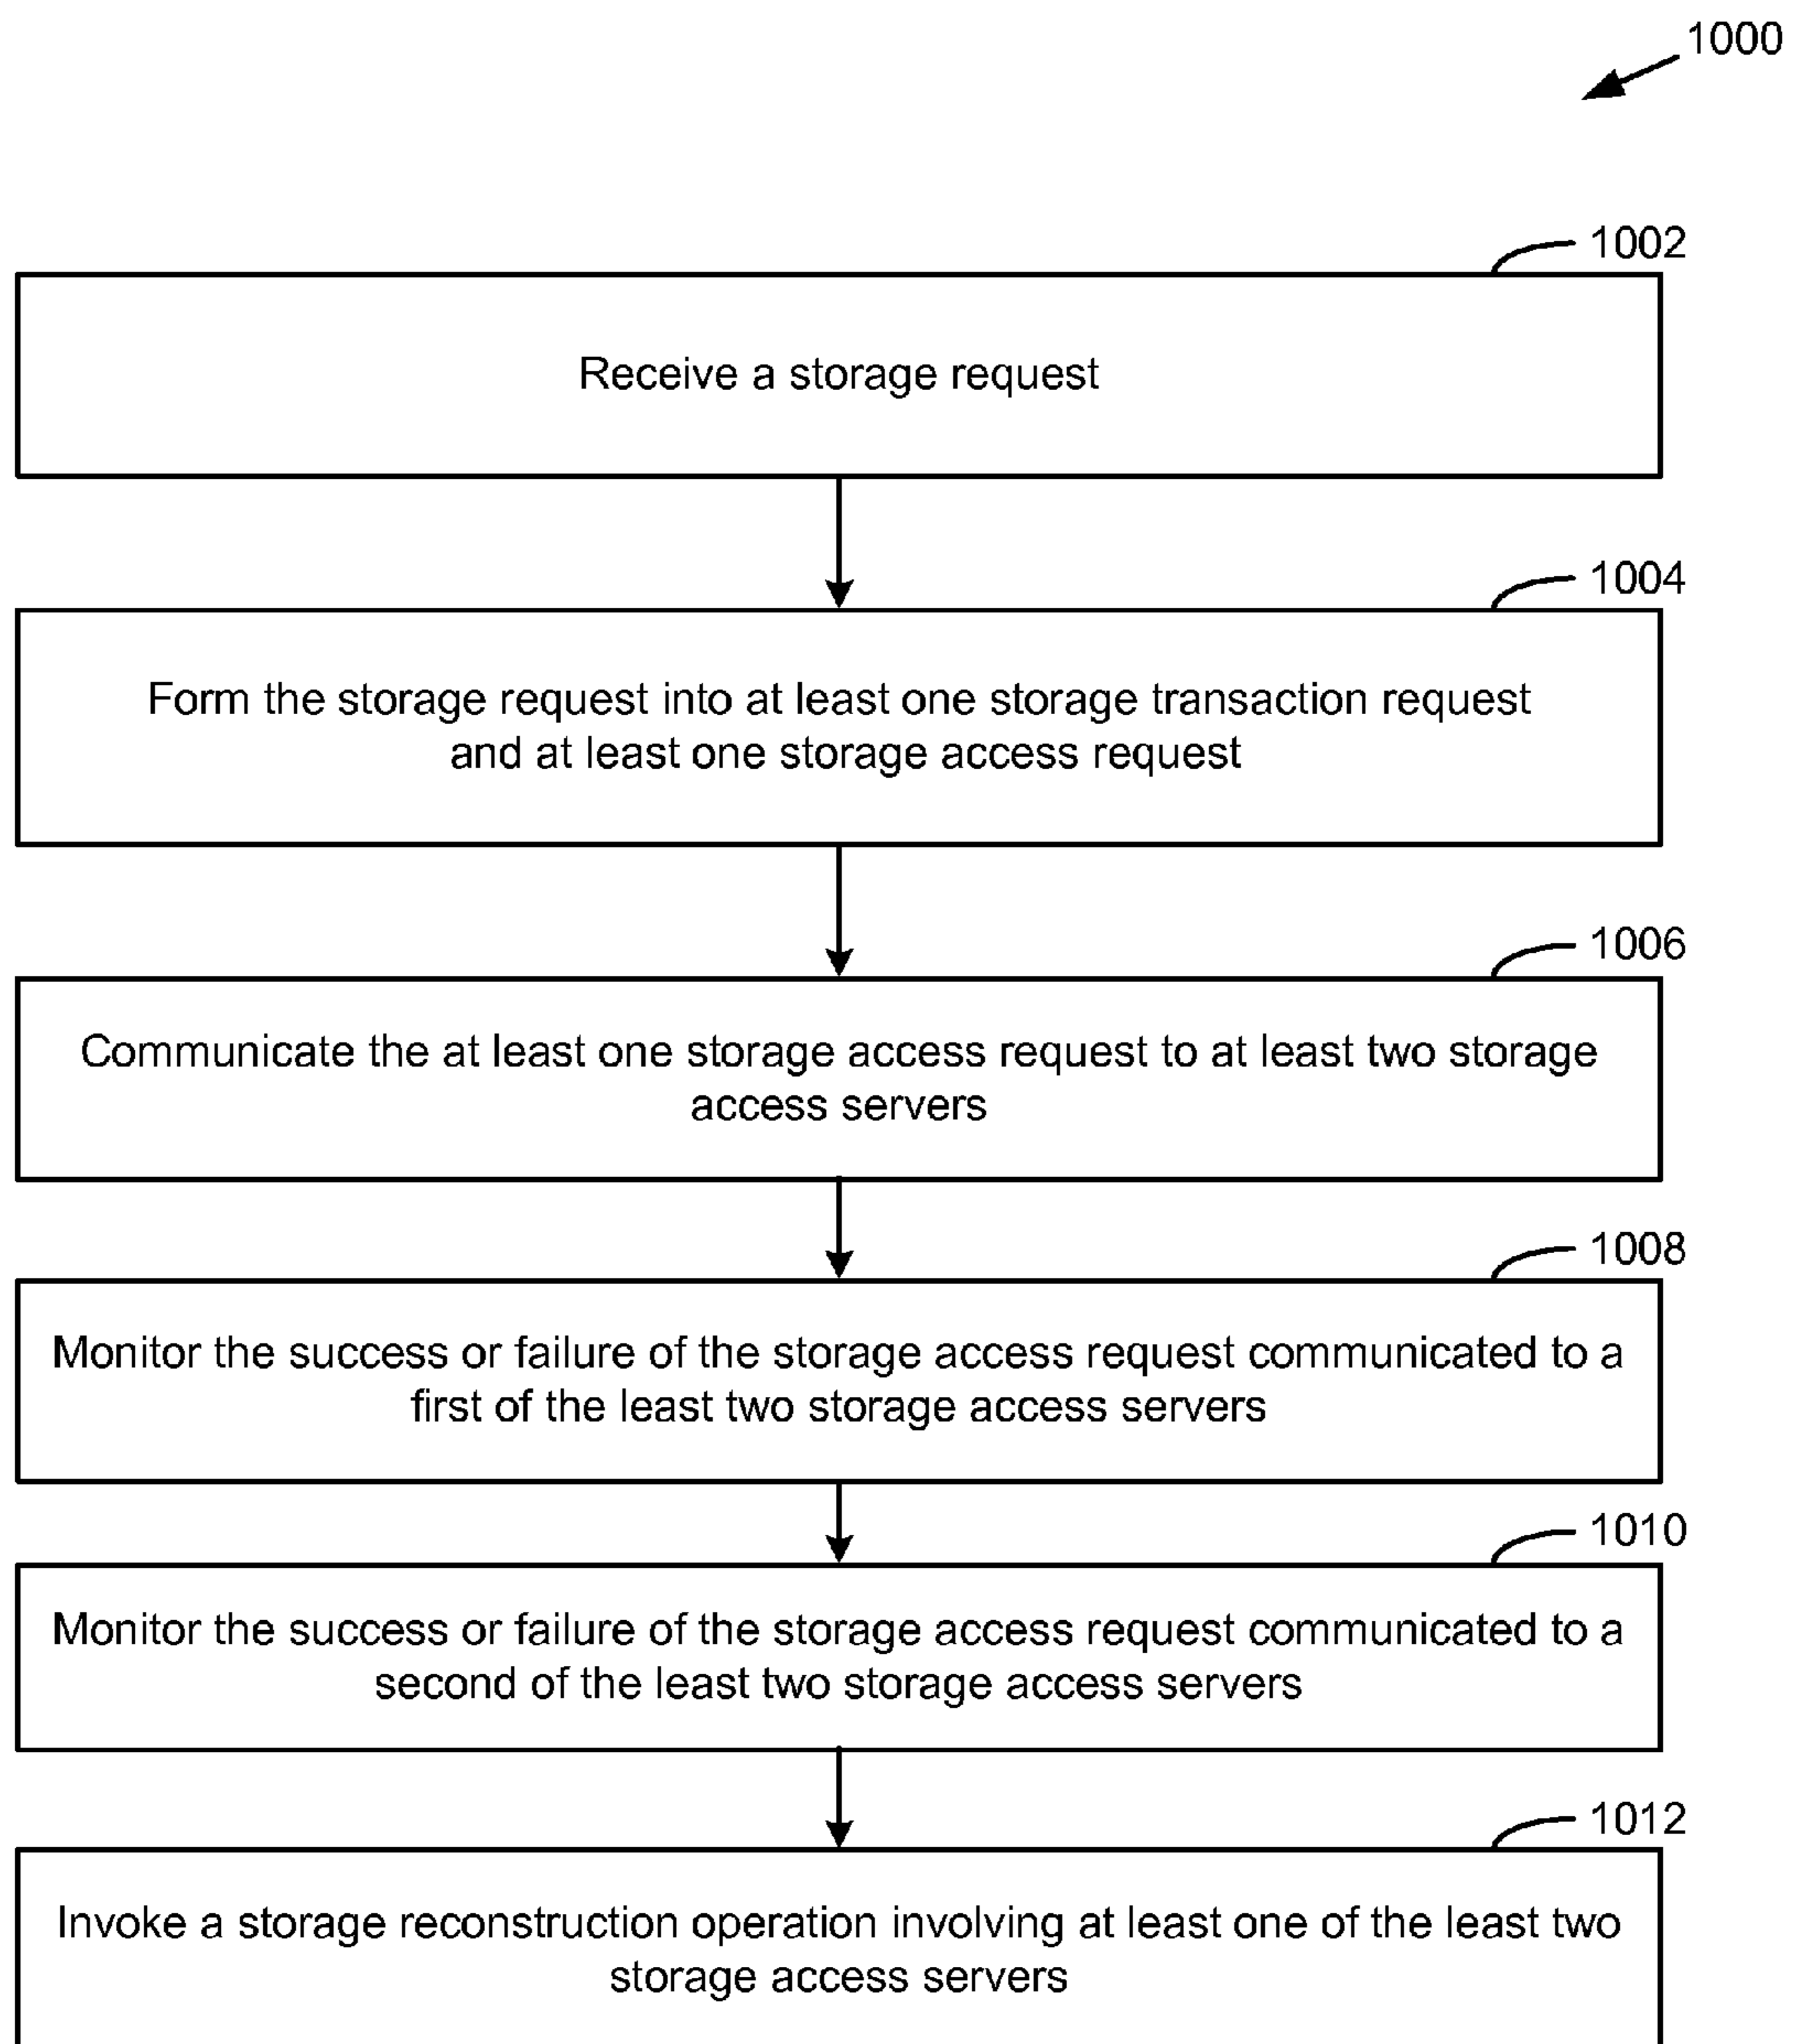 1000
1002
Receive a storage request
1004
Form the storage request into at least one storage transaction request
and at least one storage access request
1006
Communicate the at least one storage access request to at least two storage
access servers
1008
Monitor the success or failure of the storage access request communicated to a
first of the least two storage access servers
1010
Monitor the success or failure of the storage access request communicated to a
second of the least two storage access servers
1012
Invoke a storage reconstruction operation involving at least one of the least two
storage access servers